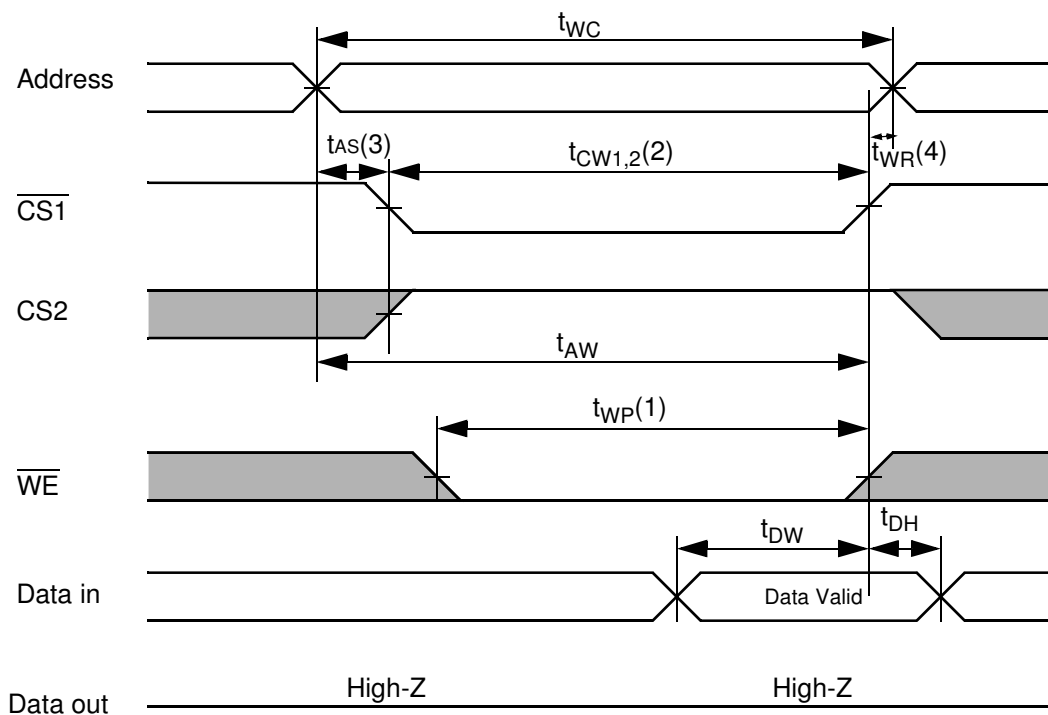 tWC
Address
tAS(3)
tCW1,2(2)
tWR(4)
CS1
CS2
tAW
tWP(1)
WE
tDW
tDH
Data in
Data Valid
Data out
High-Z
High-Z